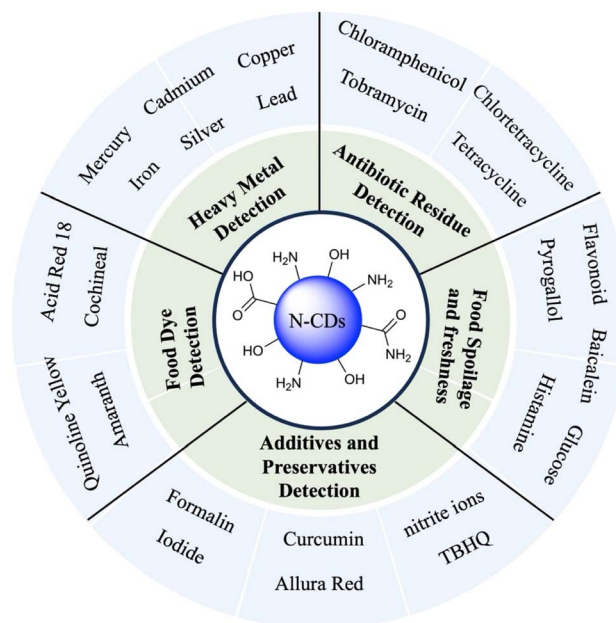 Copper
Cadmium
Lead
Mercury
Silver
Iron
Heavy Metal
Detection
Chloramphenicol
Tobramycin
Chlortetracycline
Tetracycline
Antibiotic Residue
Detection
Flavonoid
Pyrogallol
Baicalein
Histamine
Glucose
Food Spoilage
and freshness
nitrite ions
TBHQ
Curcumin
Allura Red
Formalin
Iodide
Additives and
Preservatives
Detection
Acid Red 18
Cochineal
Quinoline Yellow
Amaranth
Food Dye
Detection
H₂N
OH
HO
NH₂
O
N-CDs
O
HO
NH₂
H₂N
OH